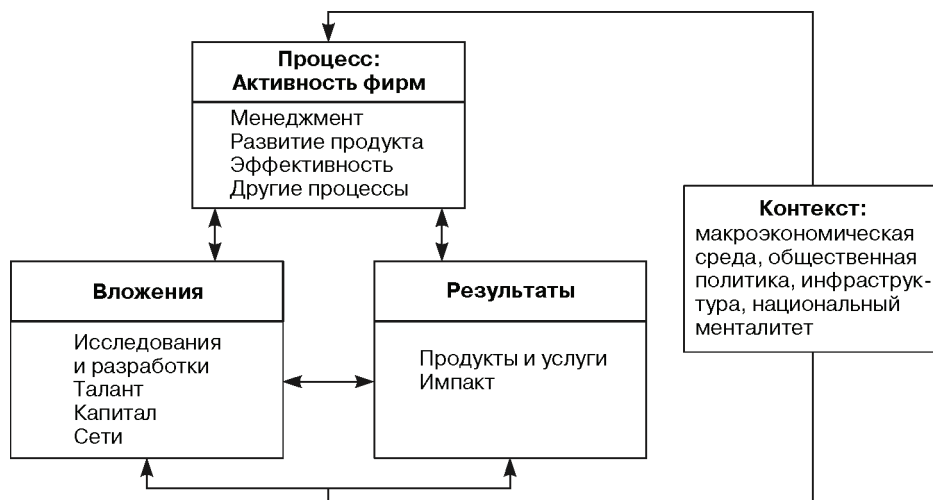 Процесс:
Активность фирм
Менеджмент
Развитие продукта
Эффективность
Другие процессы
Контекст:
макроэкономическая
среда, общественная
политика, инфраструк-
тура, национальный
менталитет
Вложения
Исследования
и разработки
Талант
Капитал
Сети
Результаты
Продукты и услуги
Импакт